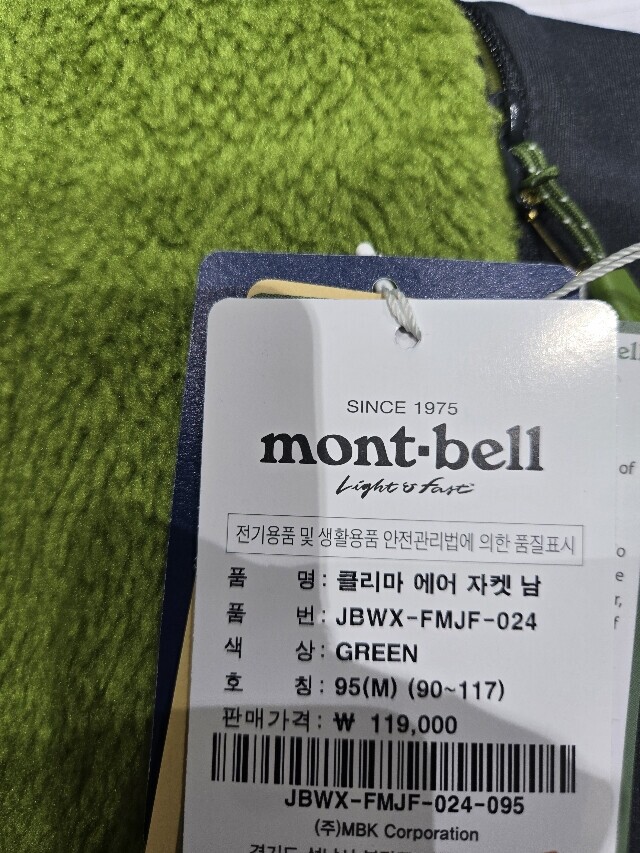 SINCE 1975
mont-bell
Light & Fast
전기용품 및 생활용품 안전관리법에 의한 품질표시
품 명: 클리마 에어 자켓 남
품 번: JBWX-FMJF-024
색 상: GREEN
호 칭: 95(M) (90~117)
판매가격: ₩ 119,000
JBWX-FMJF-024-095
(주)MBK Corporation
of